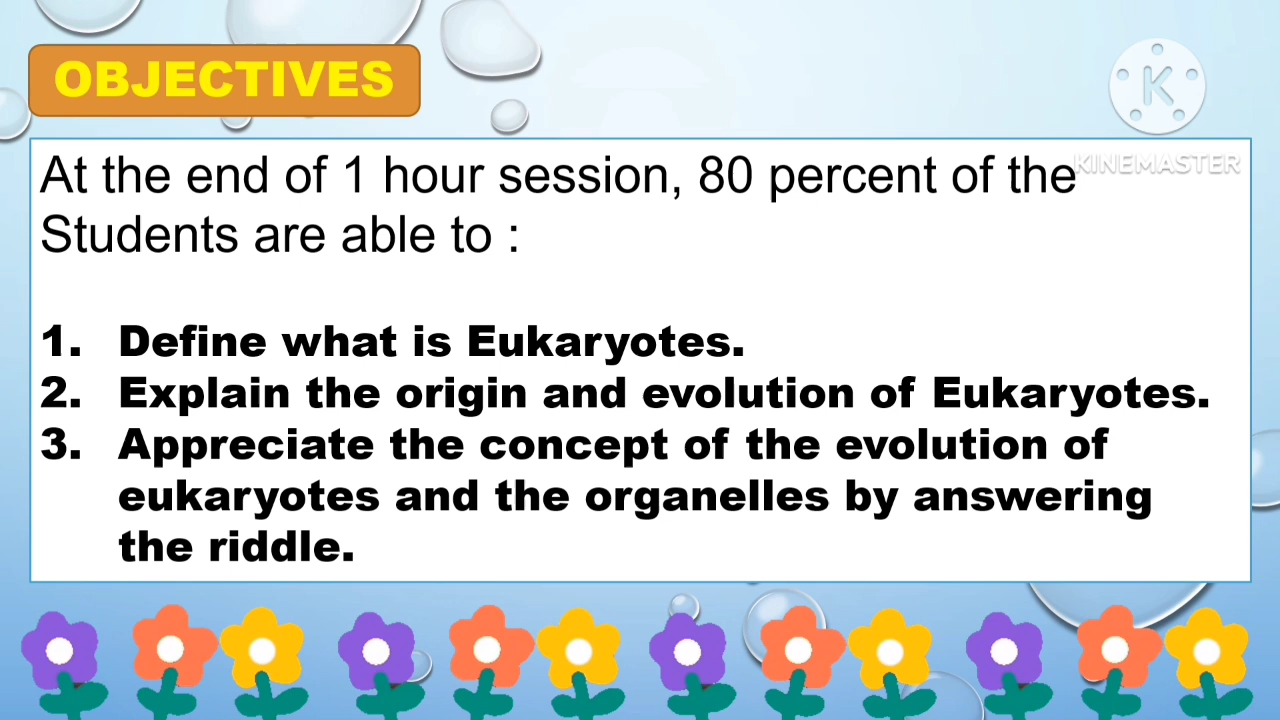 OBJECTIVES
K
KINEMASTER
At the end of 1 hour session, 80 percent of the
Students are able to :
1. Define what is Eukaryotes.
2. Explain the origin and evolution of Eukaryotes.
3. Appreciate the concept of the evolution of
eukaryotes and the organelles by answering
the riddle.